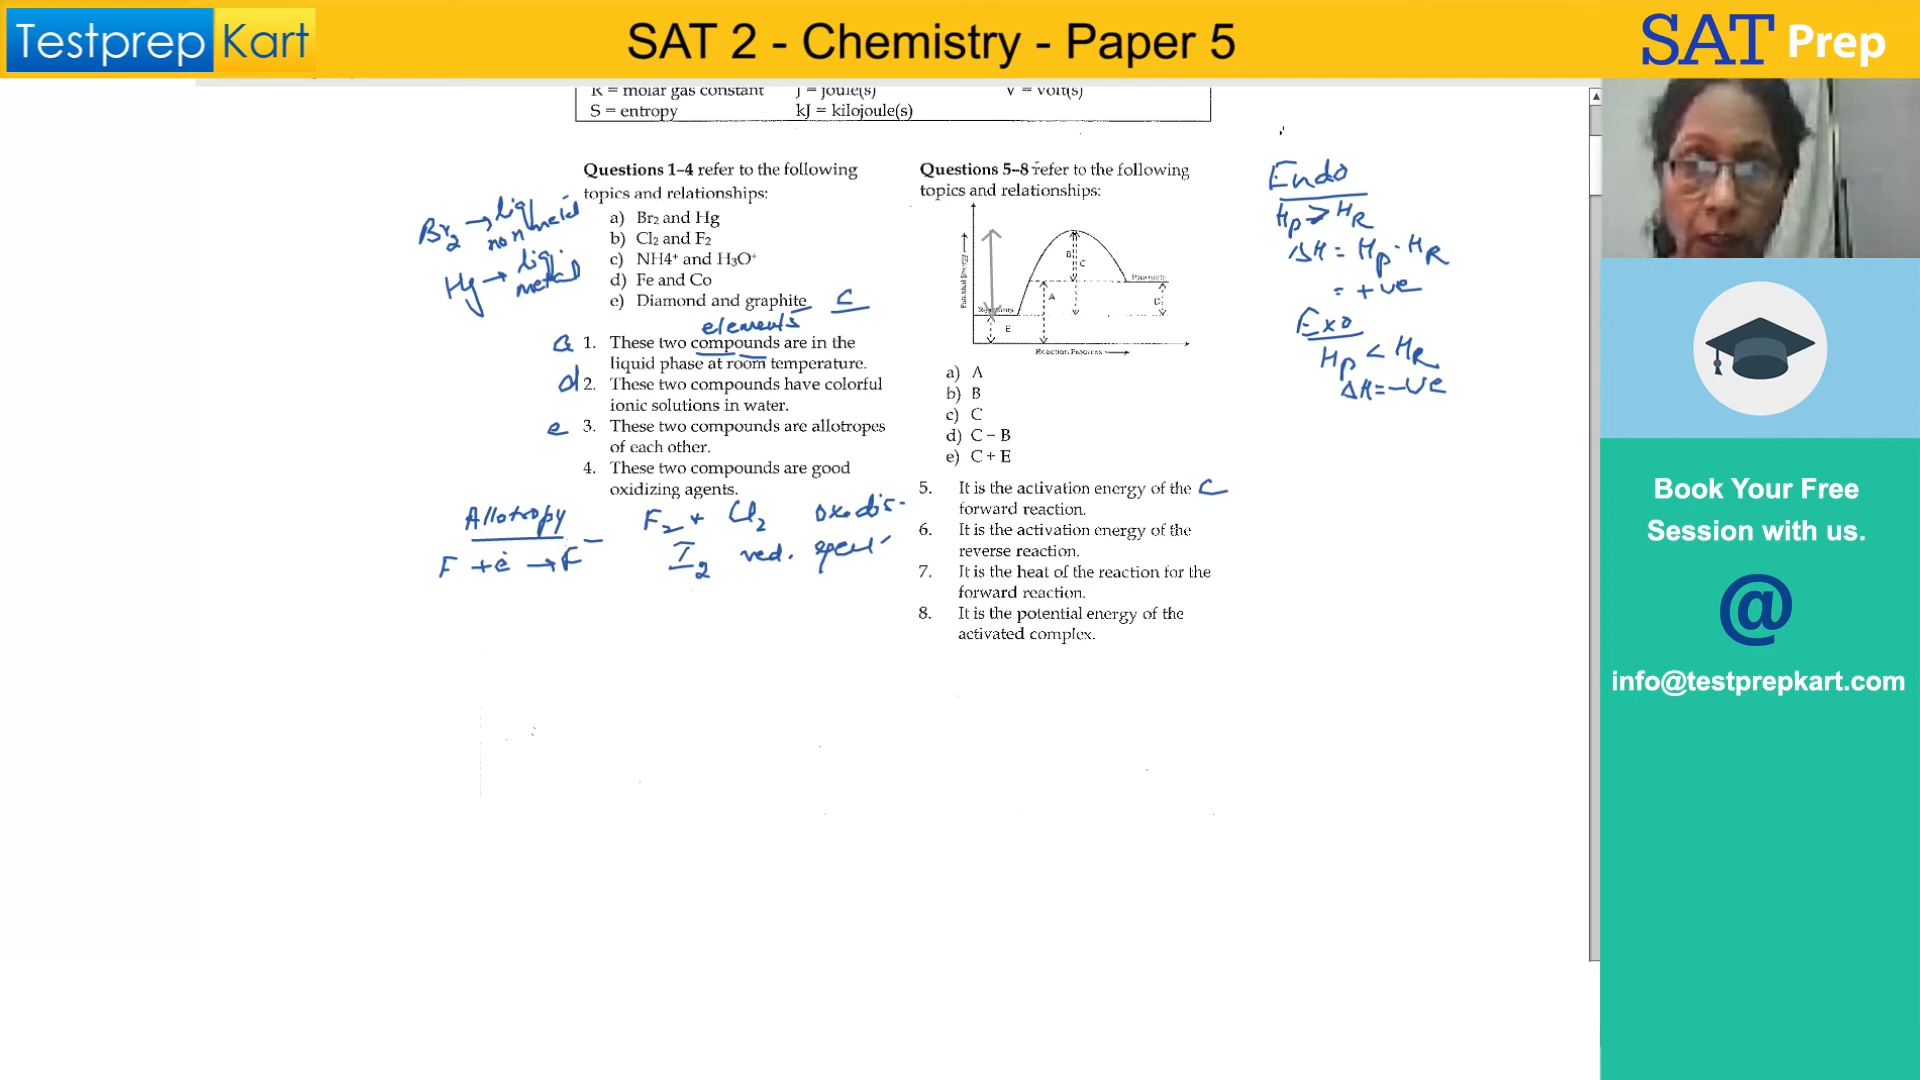 Testprep Kart
SAT 2 - Chemistry - Paper 5
SAT Prep
R = molar gas constant J = joule(s) V = volt(s)
S = entropy kJ = kilojoule(s)
Questions 1–4 refer to the following
topics and relationships:
a) Br2 and Hg
b) Cl2 and F2
c) NH4+ and H3O+
d) Fe and Co
e) Diamond and graphite C
elements
a 1. These two compounds are in the
liquid phase at room temperature.
d 2. These two compounds have colorful
ionic solutions in water.
e 3. These two compounds are allotropes
of each other.
4. These two compounds are good
oxidizing agents.
Br2 → liq
non metal
Hg → liq.
metal
Allotropy
F + e → F−
F2 + Cl2
I2 red.
Questions 5–8 refer to the following
topics and relationships:
Potential Energy
Reactants
Products
A
B
C
D
E
Reaction Progress
a) A
b) B
c) C
d) C – B
e) C + E
5. It is the activation energy of the C
forward reaction.
6. It is the activation energy of the
reverse reaction.
7. It is the heat of the reaction for the
forward reaction.
8. It is the potential energy of the
activated complex.
Endo
Hp > HR
ΔH = Hp - HR
= +ve
Exo
Hp < HR
ΔH = -ve
Book Your Free
Session with us.
@
info@testprepkart.com